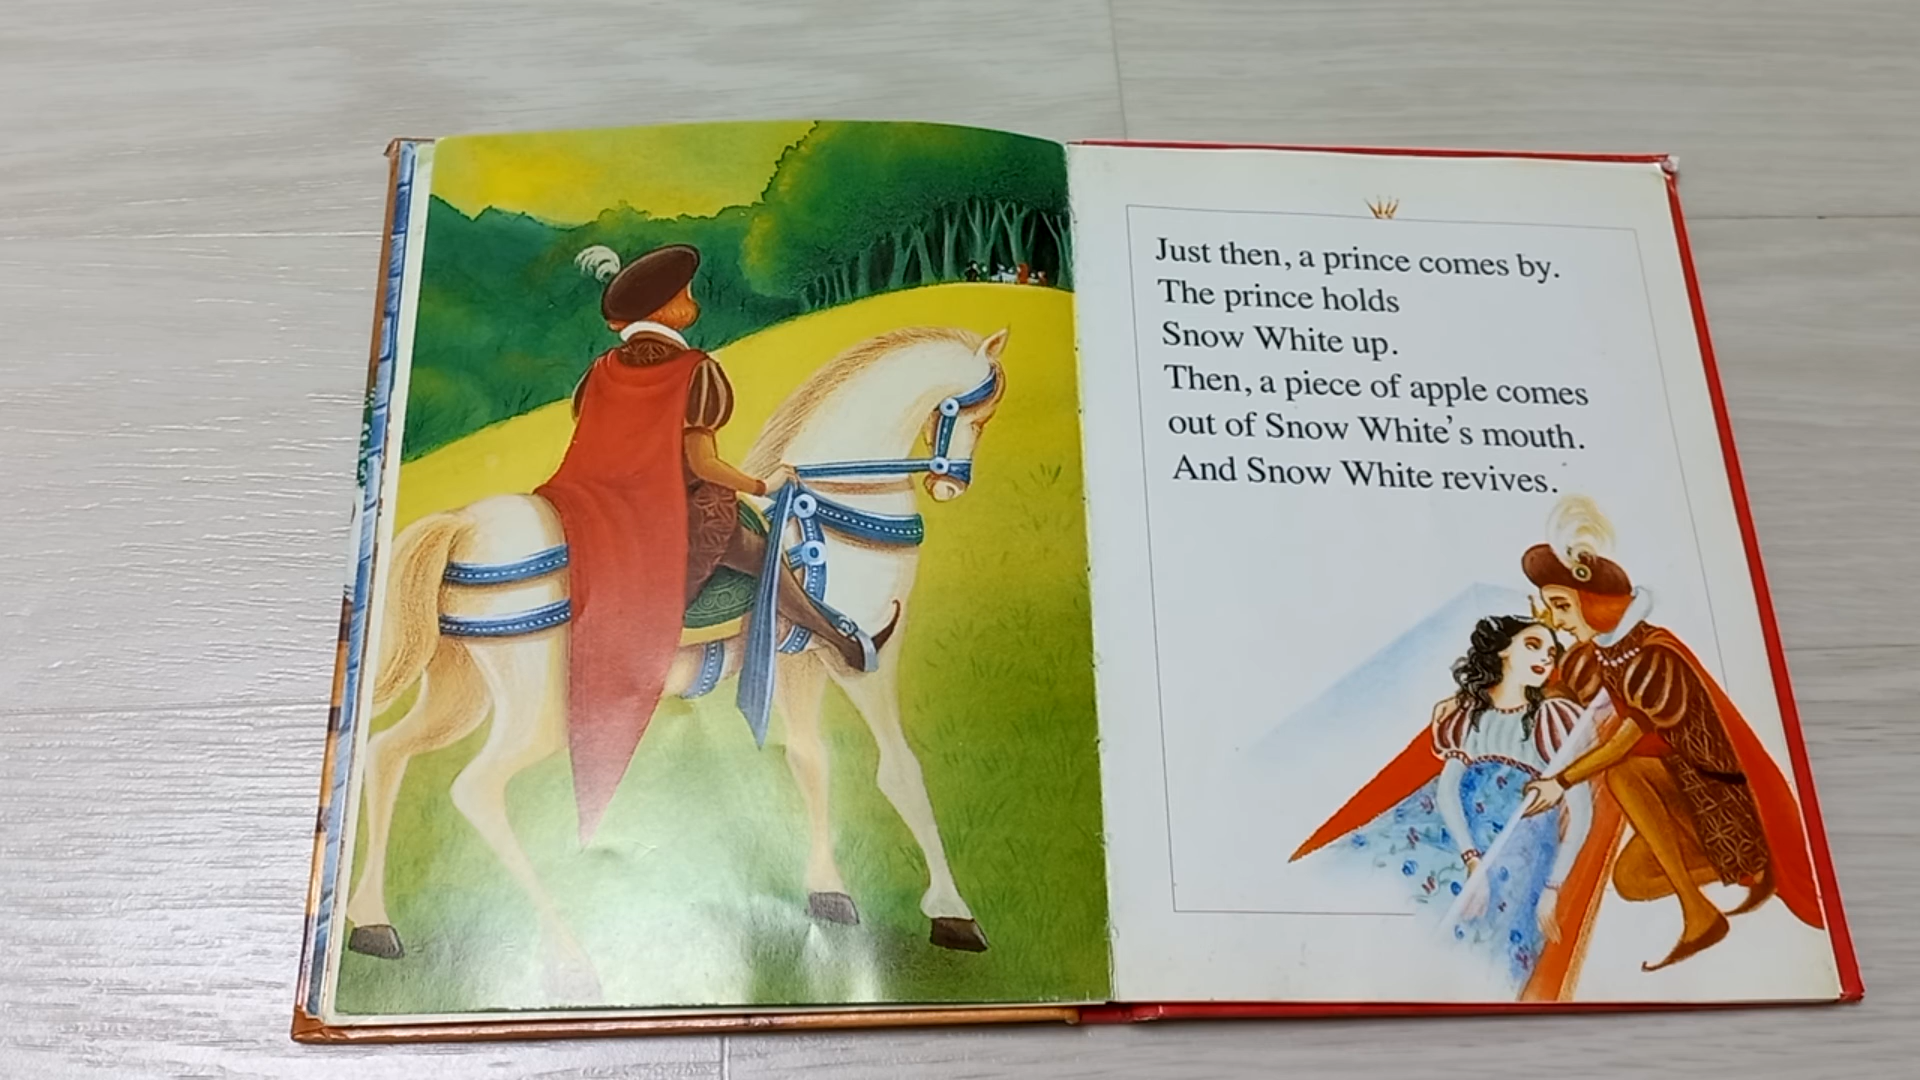 Just then, a prince comes by.
The prince holds
Snow White up.
Then, a piece of apple comes
out of Snow White's mouth.
And Snow White revives.